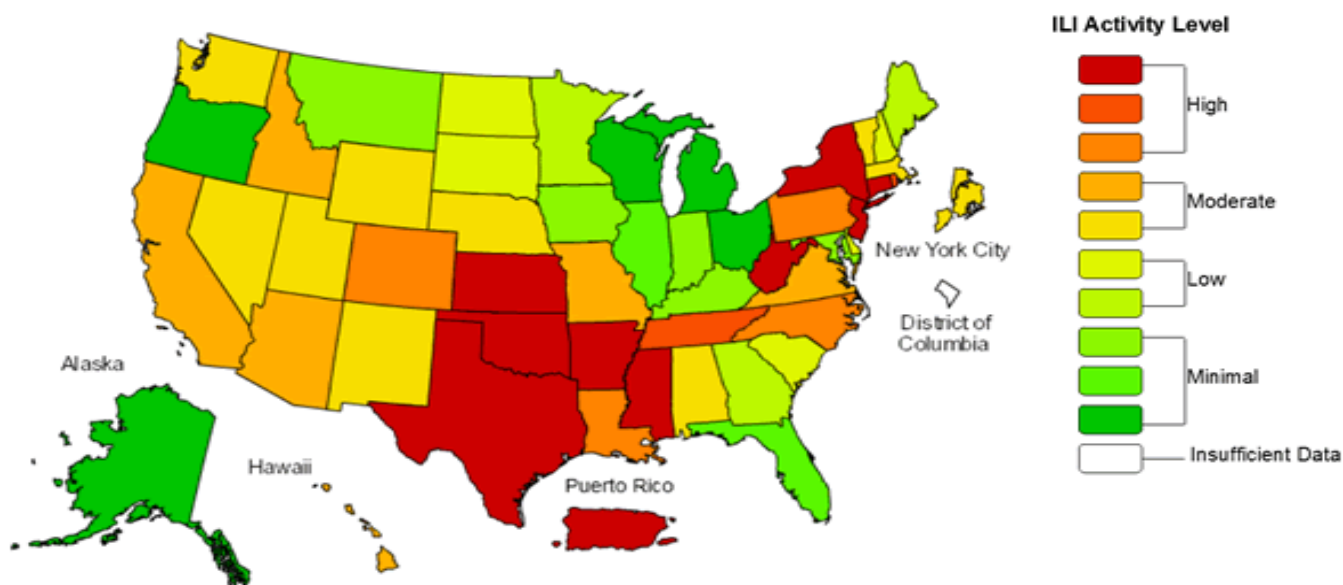 ILI Activity Level
High
Moderate
New York City
Low
District of
Columbia
Alaska
Minimal
Insufficient Data
Hawaii
Puerto Rico